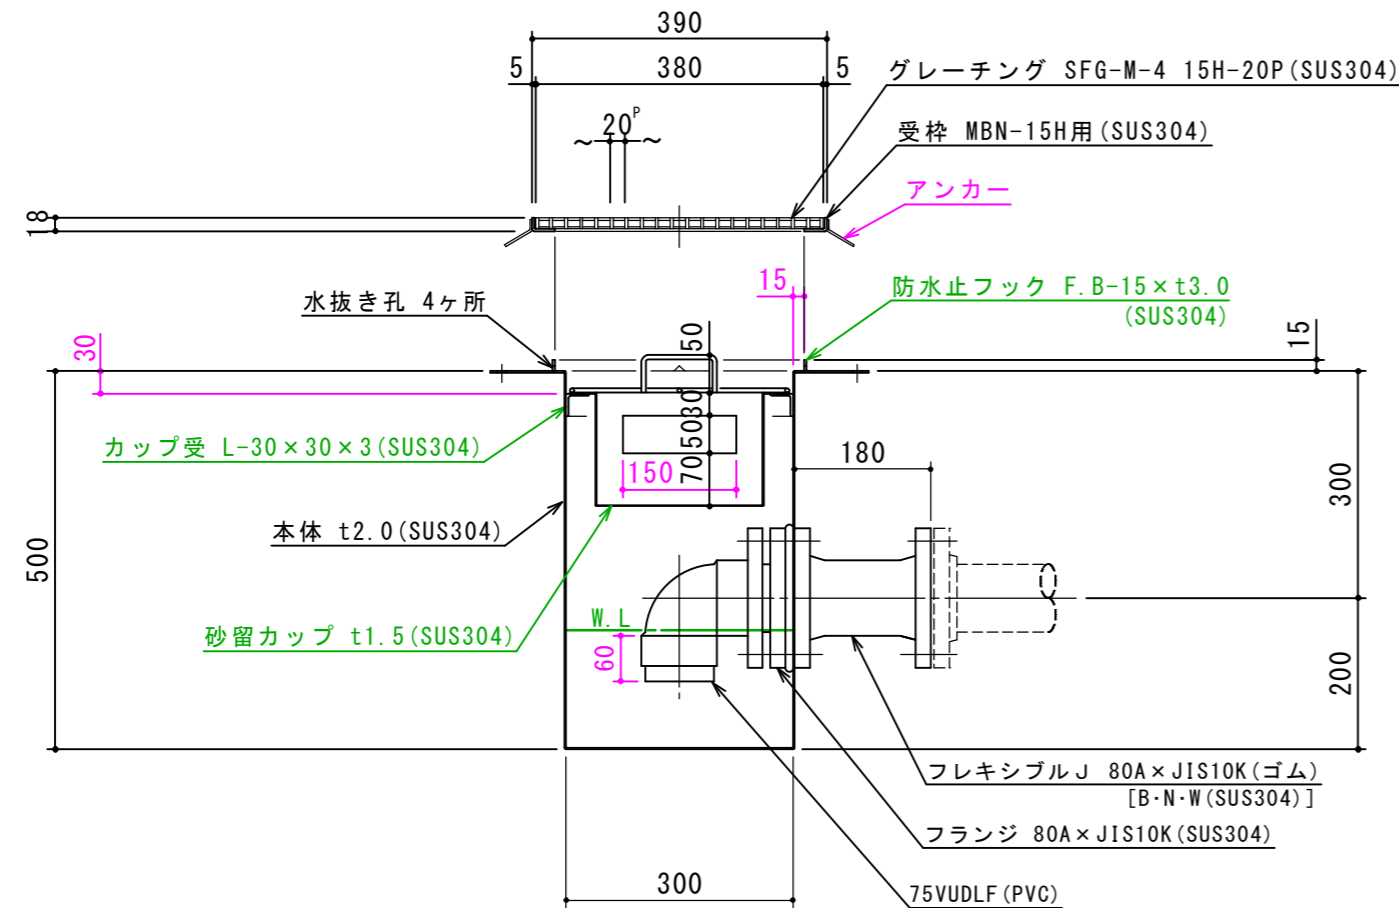 390
5 380 5
グレーチング SFG-M-4 15H-20P(SUS304)
20P
受枠 MBN-15H用(SUS304)
アンカー
18
水抜き孔 4ヶ所
15
防水止フック F.B-15×t3.0
(SUS304)
15
30
50
カップ受 L-30×30×3(SUS304)
30
50
70
150
180
300
本体 t2.0(SUS304)
500
砂留カップ t1.5(SUS304)
W.L
60
200
フレキシブルJ 80A×JIS10K(ゴム)
[B·N·W(SUS304)]
フランジ 80A×JIS10K(SUS304)
300
75VUDLF(PVC)